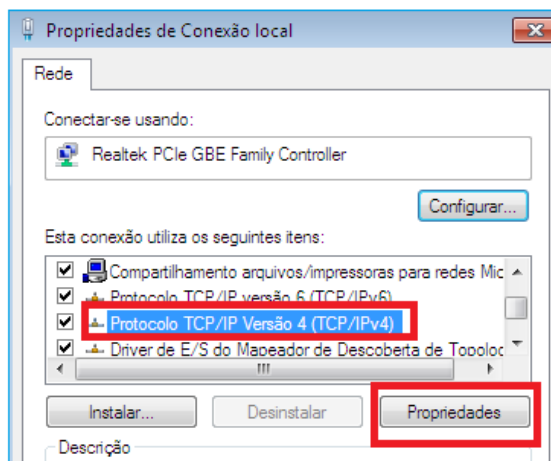 Propriedades de Conexão local
Rede
Conectar-se usando:
Realtek PCIe GBE Family Controller
Configurar...
Esta conexão utiliza os seguintes itens:
Compartilhamento arquivos/impressoras para redes Mic
Protocolo TCP/IP versão 6 (TCP/IPv6)
Protocolo TCP/IP Versão 4 (TCP/IPv4)
Driver de E/S do Mapeador de Descoberta de Topoloc
Instalar... Desinstalar Propriedades
Descrição